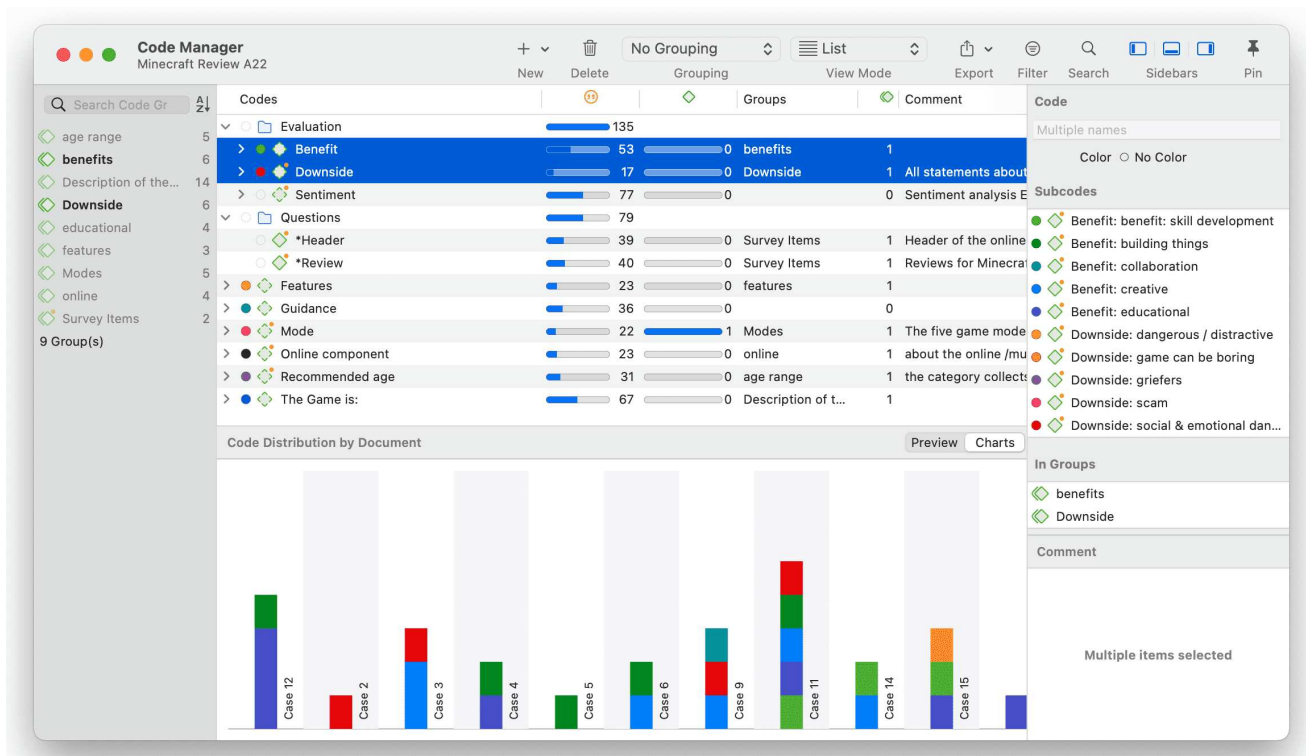 Code Manager
Minecraft Review A22
No Grouping
List
New Delete Grouping View Mode Export Filter Search Sidebars Pin
Search Code Gr
age range 5
benefits 6
Description of the... 14
Downside 6
educational 4
features 3
Modes 5
online 4
Survey Items 2
9 Group(s)
Codes Groups Comment
Evaluation 135
Benefit 53 0 benefits 1
Downside 17 0 Downside 1 All statements about
Sentiment 77 0 0 Sentiment analysis E
Questions 79
*Header 39 0 Survey Items 1 Header of the online
*Review 40 0 Survey Items 1 Reviews for Minecraf
Features 23 0 features 1
Guidance 36 0 0
Mode 22 1 Modes 1 The five game mode
Online component 23 0 online 1 about the online /mu
Recommended age 31 0 age range 1 the category collects
The Game is: 67 0 Description of t... 1
Code Distribution by Document
Preview Charts
Case 12
Case 2
Case 3
Case 4
Case 5
Case 6
Case 9
Case 11
Case 14
Case 15
Code
Multiple names
Color No Color
Subcodes
Benefit: benefit: skill development
Benefit: building things
Benefit: collaboration
Benefit: creative
Benefit: educational
Downside: dangerous / distractive
Downside: game can be boring
Downside: griefers
Downside: scam
Downside: social & emotional dan...
In Groups
benefits
Downside
Comment
Multiple items selected